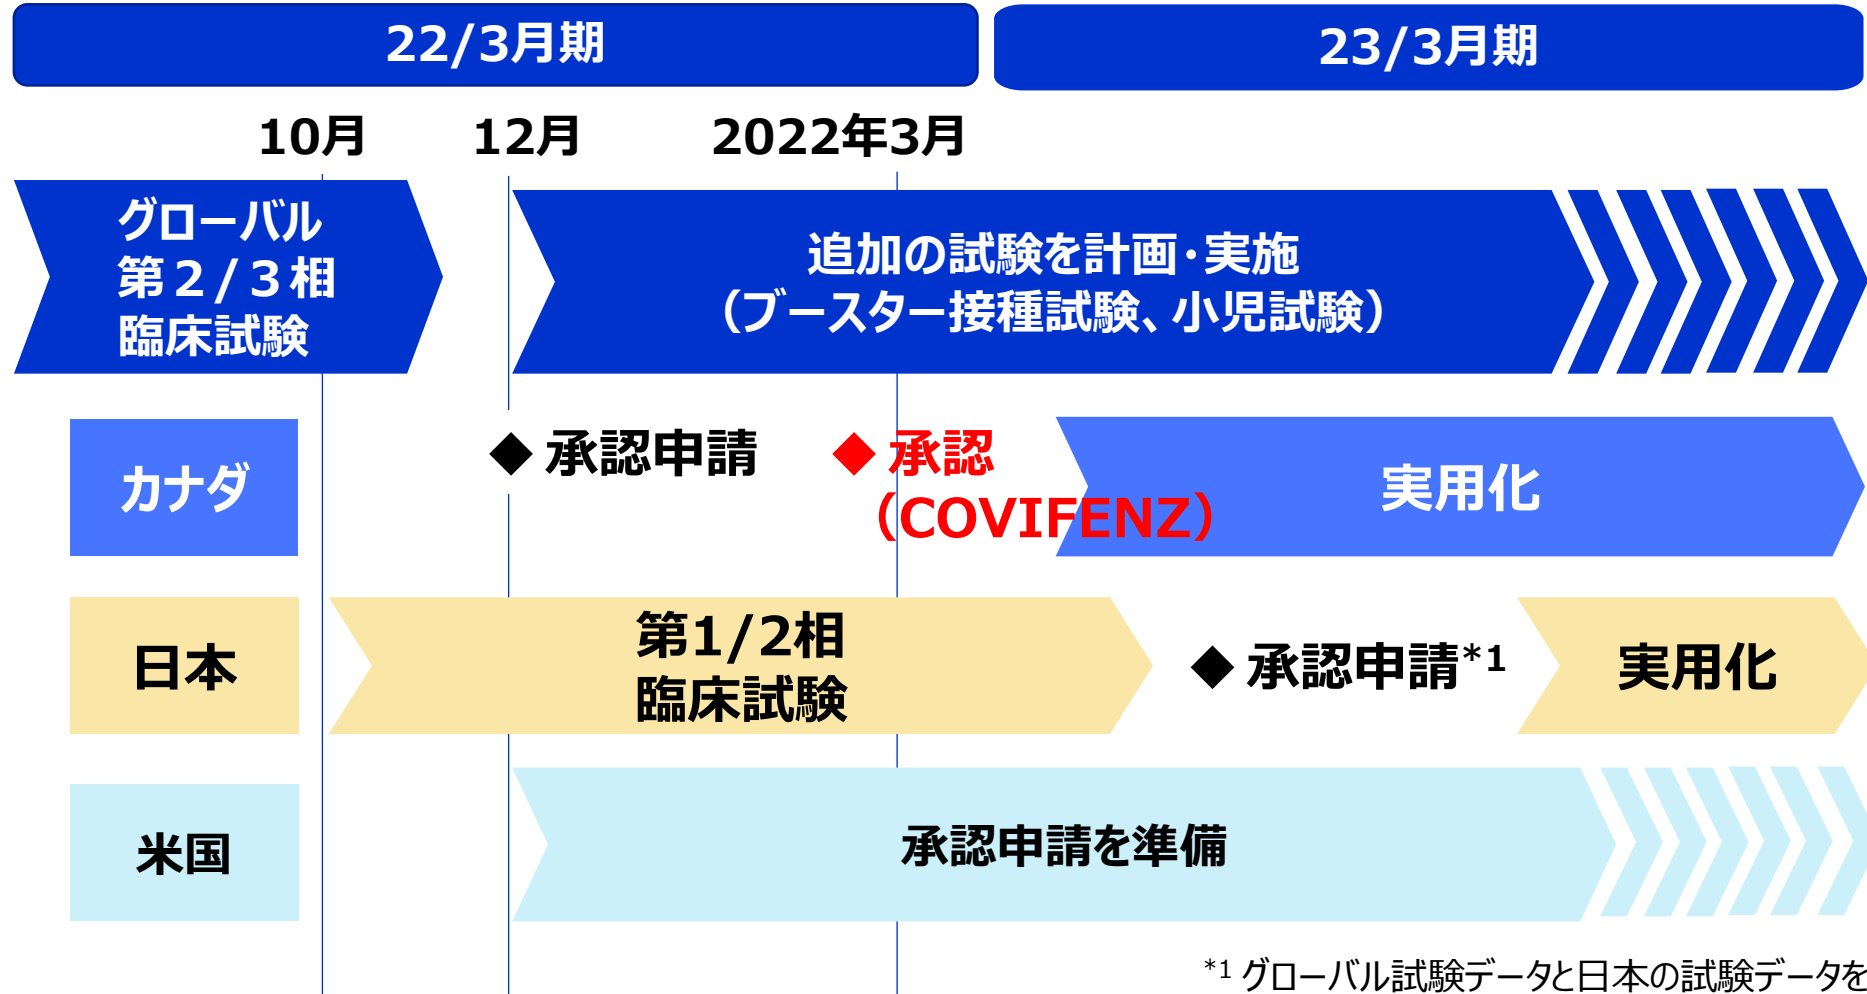 22/3月期
23/3月期
10月
12月
2022年3月
グローバル
第２/３相
臨床試験
追加の試験を計画・実施
（ブースター接種試験、小児試験）
カナダ
◆ 承認申請
◆ 承認
（COVIFENZ）
実用化
日本
第1/2相
臨床試験
◆ 承認申請*1
実用化
米国
承認申請を準備
*1 グローバル試験データと日本の試験データを